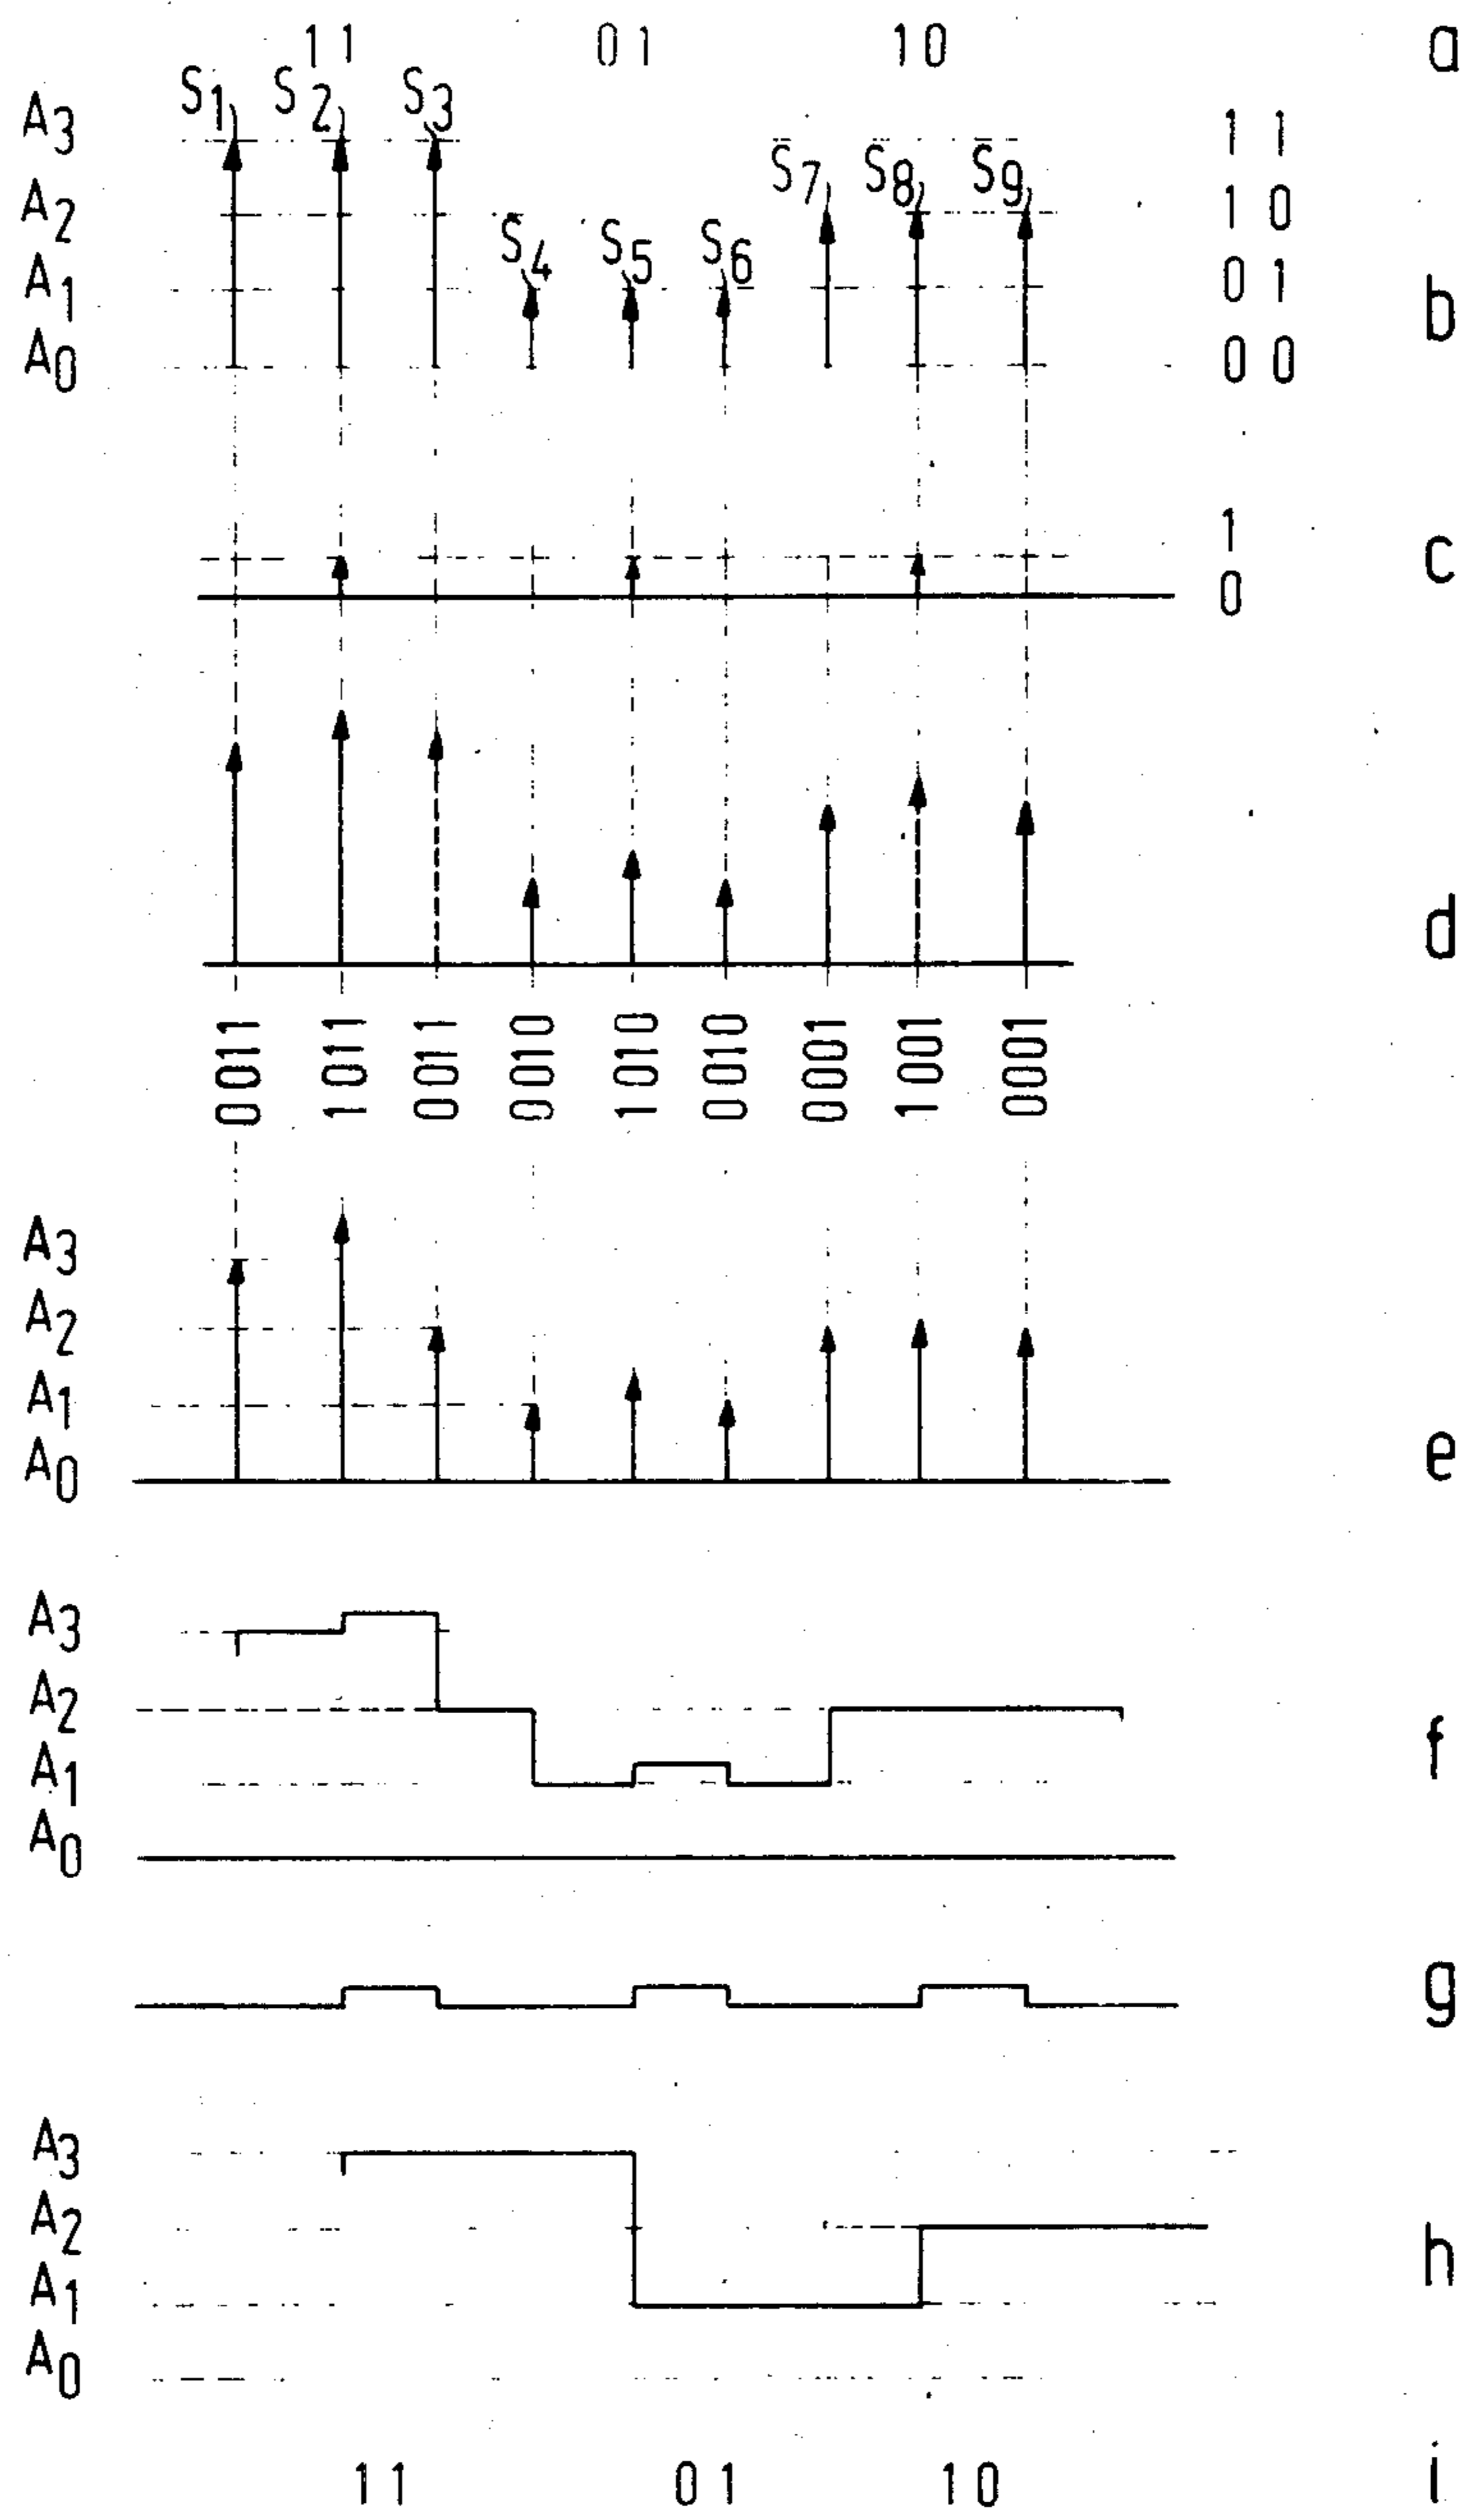 11 01 10 a
S1 S2 S3
A3 11
S7 S8 S9
A2 10
S4 S5 S6
A1 01
b
A0 00
1
c
0
d
0011 1011 0011 0010 1010 0010 0001 1001 0001
A3
A2
A1
A0 e
A3
A2
f
A1
A0
g
A3
A2 h
A1
A0
11 01 10 i